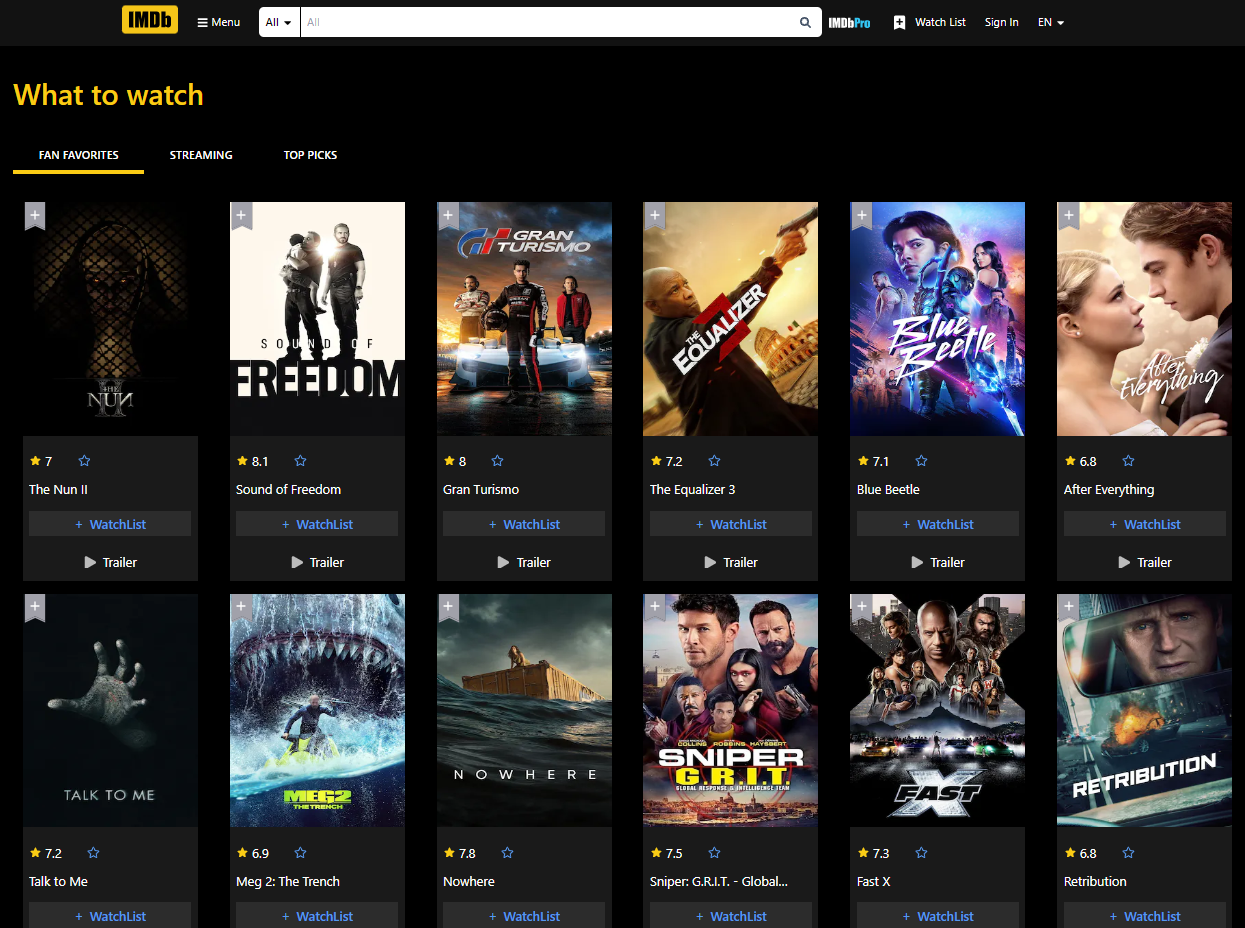 IMDb
Menu
All
All
IMDbPro
Watch List
Sign In
EN
What to watch
FAN FAVORITES
STREAMING
TOP PICKS
THE
NUN
II
SOUND OF
FREEDOM
GRAN
TURISMO
THE
EQUALIZER
3
Blue
Beetle
After
Everything
7
8.1
8
7.2
7.1
6.8
The Nun II
Sound of Freedom
Gran Turismo
The Equalizer 3
Blue Beetle
After Everything
+ WatchList
+ WatchList
+ WatchList
+ WatchList
+ WatchList
+ WatchList
Trailer
Trailer
Trailer
Trailer
Trailer
Trailer
TALK TO ME
MEG2
THE TRENCH
NOWHERE
COLLINS ROBBINS HAYSBERT
SNIPER
G.R.I.T.
GLOBAL RESPONSE & INTELLIGENCE TEAM
FAST
X
RETRIBUTION
7.2
6.9
7.8
7.5
7.3
6.8
Talk to Me
Meg 2: The Trench
Nowhere
Sniper: G.R.I.T. - Global...
Fast X
Retribution
+ WatchList
+ WatchList
+ WatchList
+ WatchList
+ WatchList
+ WatchList